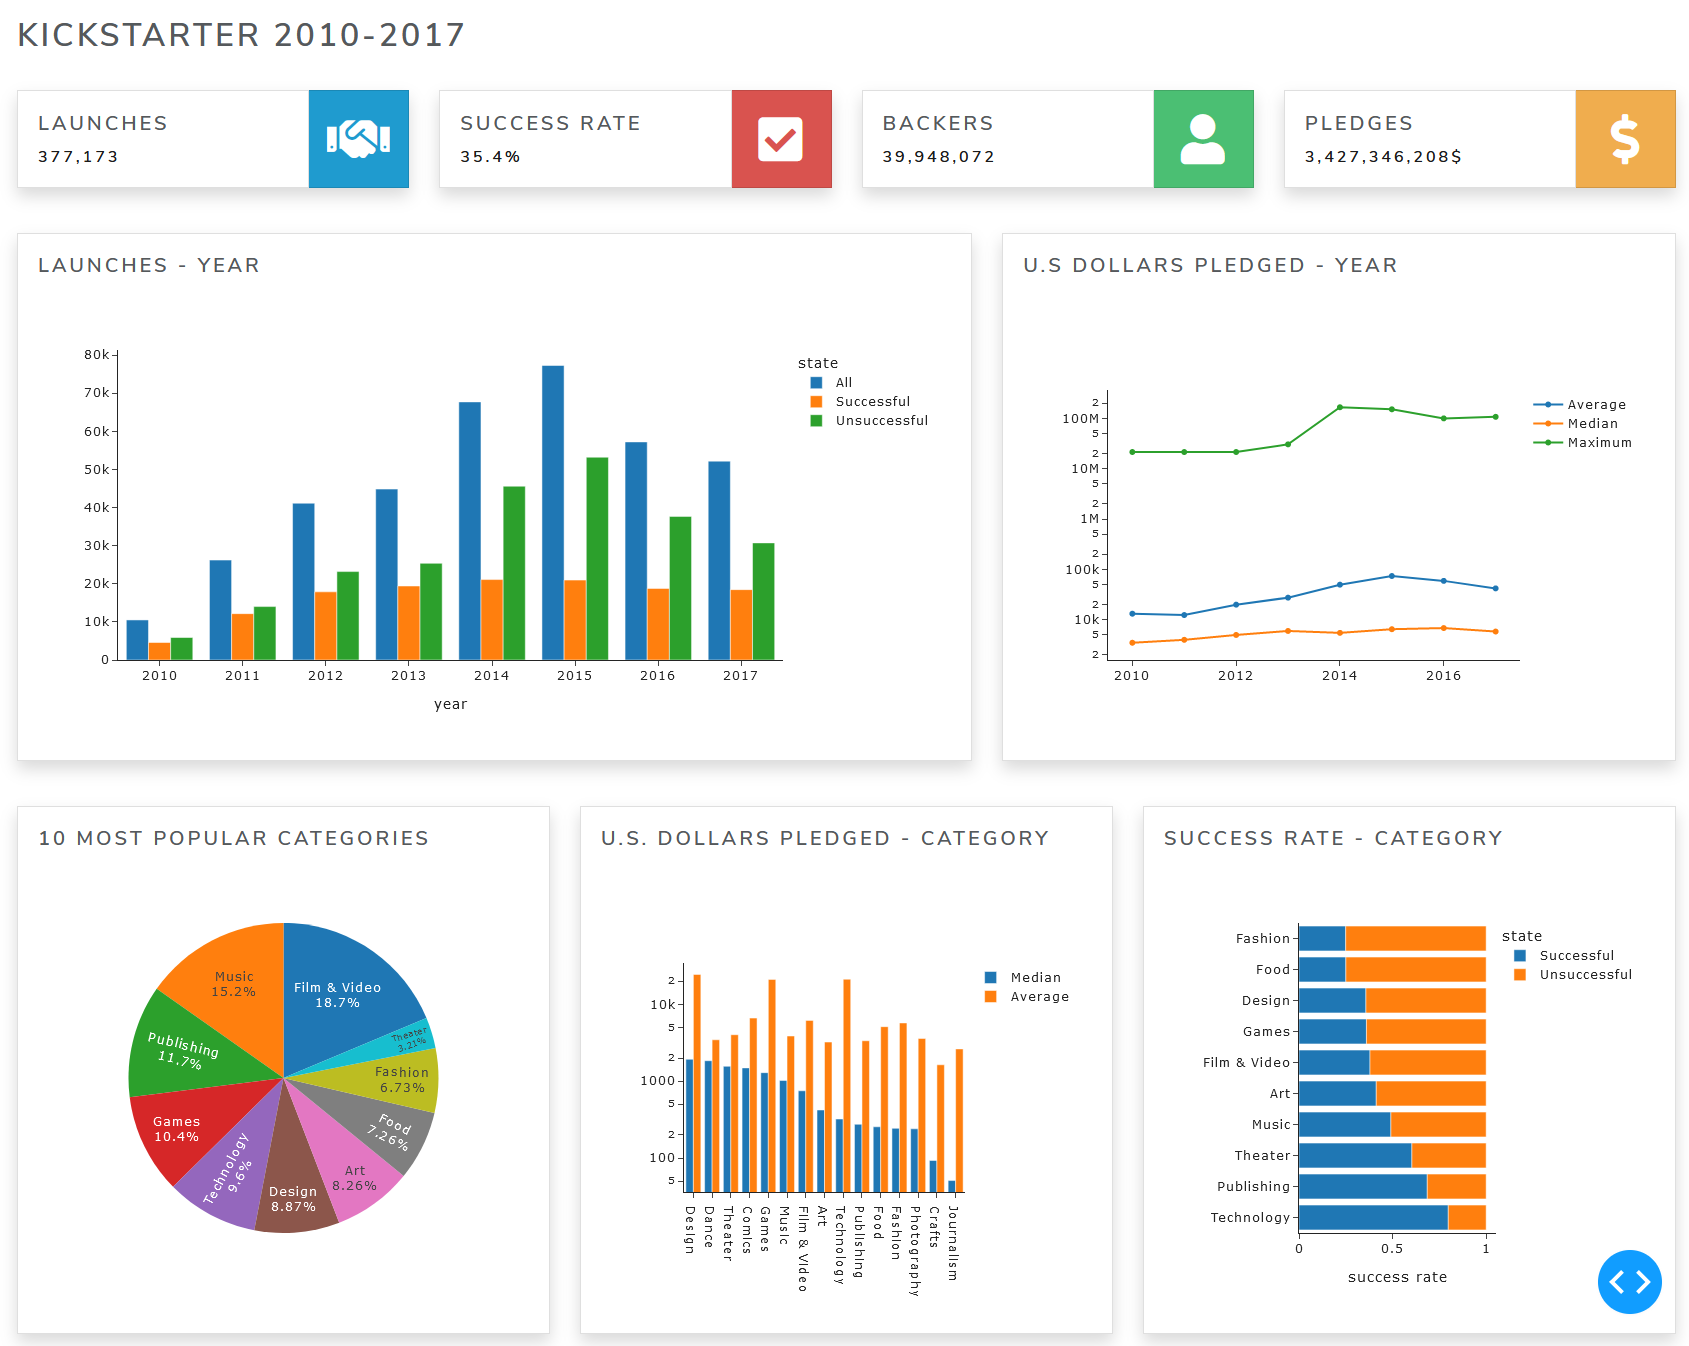 KICKSTARTER 2010-2017
LAUNCHES
377,173
SUCCESS RATE
35.4%
BACKERS
39,948,072
PLEDGES
3,427,346,208$
LAUNCHES - YEAR
80k
70k
60k
50k
40k
30k
20k
10k
0
2010
2011
2012
2013
2014
2015
2016
2017
year
state
All
Successful
Unsuccessful
U.S DOLLARS PLEDGED - YEAR
2
100M
5
2
10M
5
2
1M
5
2
100k
5
2
10k
5
2
2010
2012
2014
2016
Average
Median
Maximum
10 MOST POPULAR CATEGORIES
Film & Video
18.7%
Theater
3.21%
Fashion
6.73%
Food
7.26%
Art
8.26%
Design
8.87%
Technology
9.6%
Games
10.4%
Publishing
11.7%
Music
15.2%
U.S. DOLLARS PLEDGED - CATEGORY
2
10k
5
2
1000
5
2
100
5
Design
Dance
Theater
Comics
Games
Music
Film & Video
Art
Technology
Publishing
Food
Fashion
Photography
Crafts
Journalism
Median
Average
SUCCESS RATE - CATEGORY
Fashion
Food
Design
Games
Film & Video
Art
Music
Theater
Publishing
Technology
0
0.5
1
success rate
state
Successful
Unsuccessful